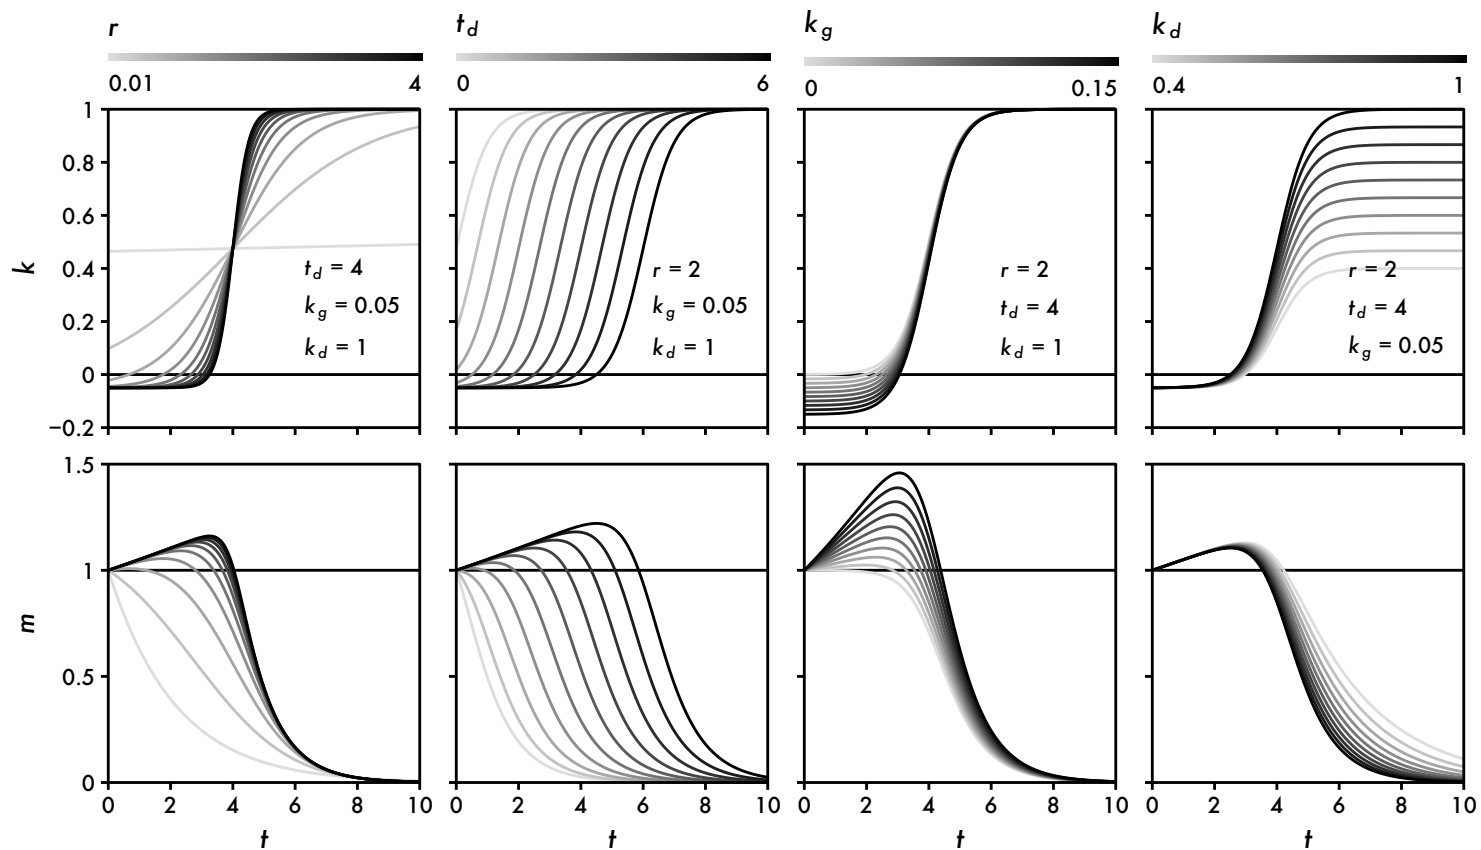 r t_d k_g k_d
0.01 4 0 6 0 0.15 0.4 1
1
0.8
0.6
k 0.4 t_d = 4 r = 2 r = 2 r = 2
k_g = 0.05 k_g = 0.05 t_d = 4 t_d = 4
0.2 k_d = 1 k_d = 1 k_d = 1 k_g = 0.05
0
−0.2
0 2 4 6 8 10 0 2 4 6 8 10 0 2 4 6 8 10 0 2 4 6 8 10
1.5
1
m
0.5
0
t t t t